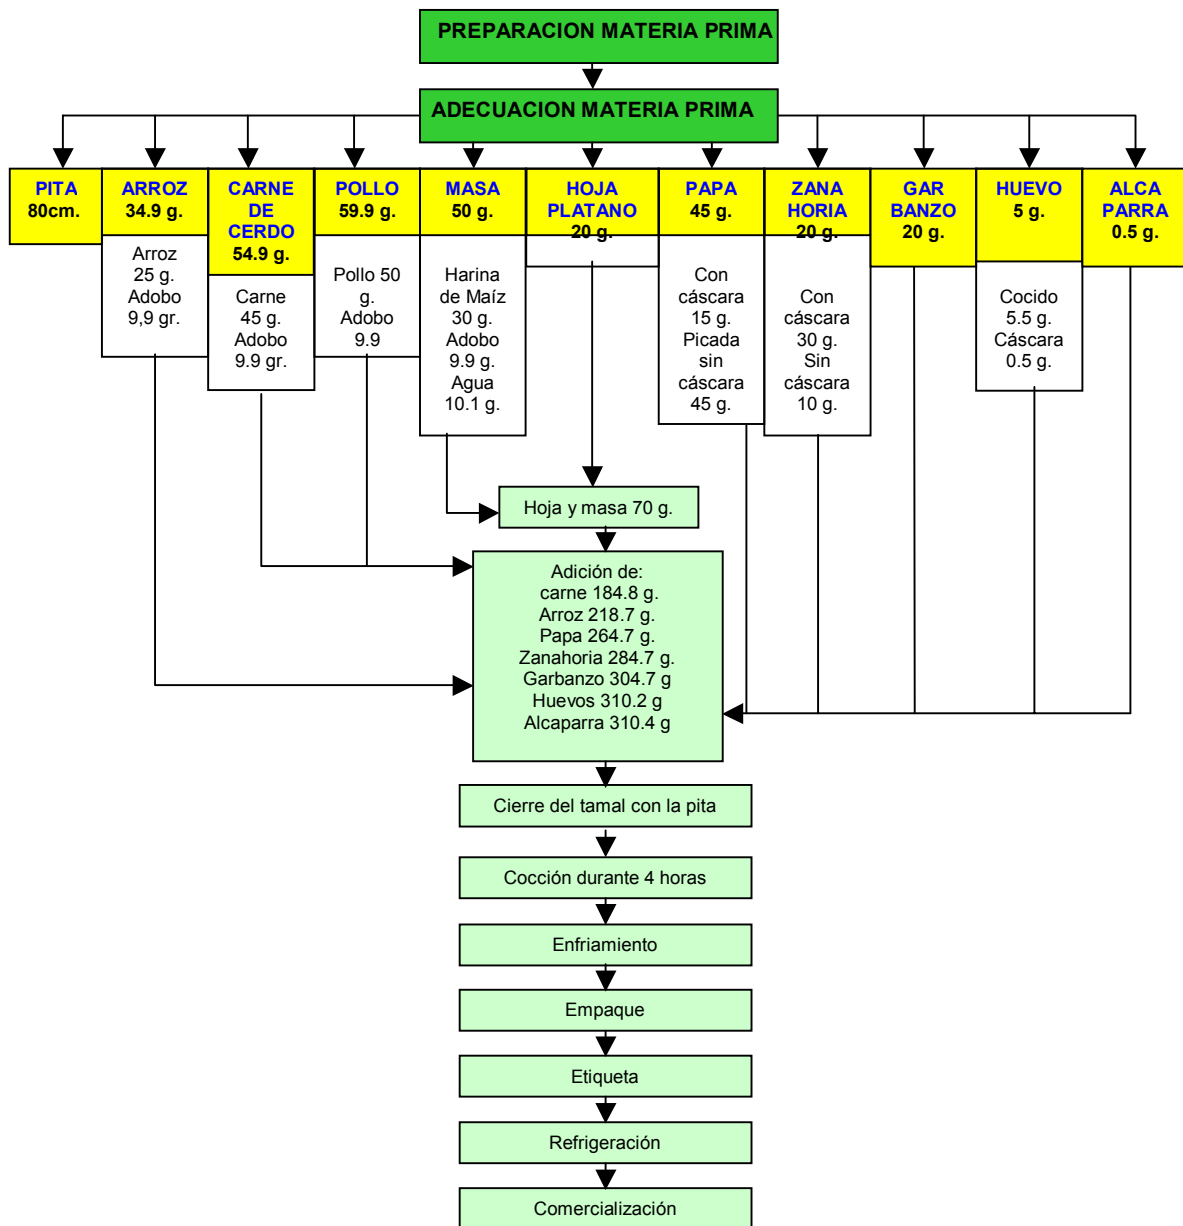 PREPARACION MATERIA PRIMA
ADECUACION MATERIA PRIMA
PITA
80cm.
ARROZ
34.9 g.
Arroz
25 g.
Adobo
9,9 gr.
CARNE
DE
CERDO
54.9 g.
Carne
45 g.
Adobo
9.9 gr.
POLLO
59.9 g.
Pollo 50
g.
Adobo
9.9
MASA
50 g.
Harina
de Maíz
30 g.
Adobo
9.9 g.
Agua
10.1 g.
HOJA
PLATANO
20 g.
PAPA
45 g.
Con
cáscara
15 g.
Picada
sin
cáscara
45 g.
ZANA
HORIA
20 g.
Con
cáscara
30 g.
Sin
cáscara
10 g.
GAR
BANZO
20 g.
HUEVO
5 g.
Cocido
5.5 g.
Cáscara
0.5 g.
ALCA
PARRA
0.5 g.
Hoja y masa 70 g.
Adición de:
carne 184.8 g.
Arroz 218.7 g.
Papa 264.7 g.
Zanahoria 284.7 g.
Garbanzo 304.7 g
Huevos 310.2 g
Alcaparra 310.4 g
Cierre del tamal con la pita
Cocción durante 4 horas
Enfriamiento
Empaque
Etiqueta
Refrigeración
Comercialización